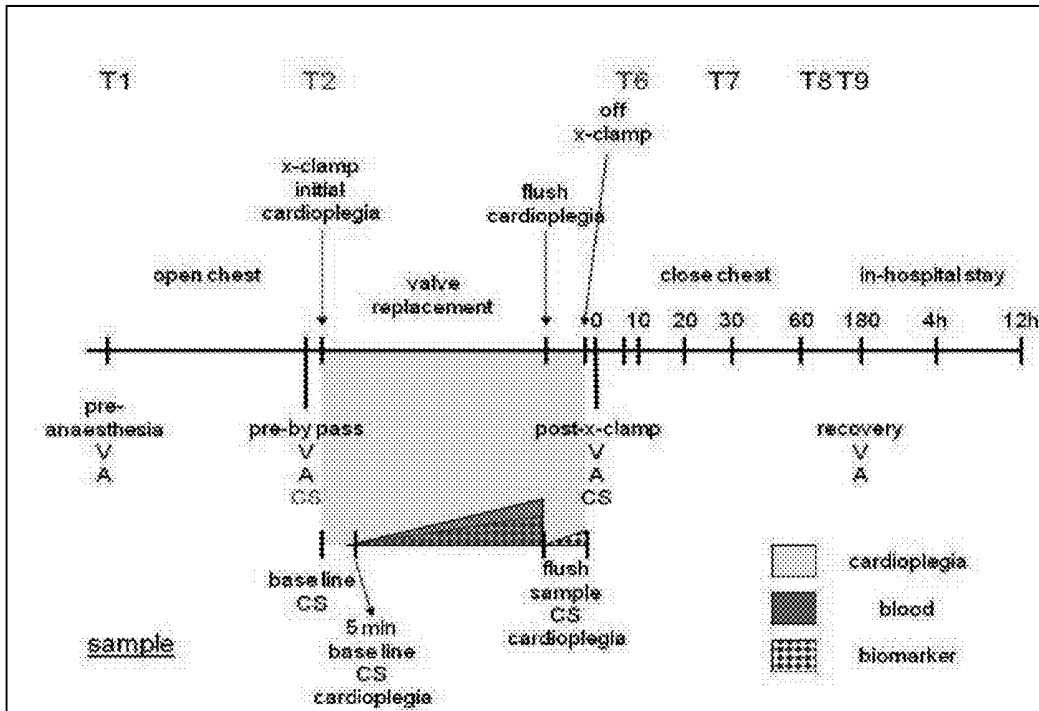 T1 T2 T6 T7 T8 T9
off
x-clamp
x-clamp
initial
cardioplegia
flush
cardioplegia
open chest
valve
replacement
close chest
in-hospital stay
0 10 20 30 60 180 4h 12h
pre-
anaesthesia
V
A
pre-by pass
V
A
CS
post-x-clamp
V
A
CS
recovery
V
A
base line
CS
5 min
base line
CS
cardioplegia
flush
sample
CS
cardioplegia
sample
cardioplegia
blood
biomarker